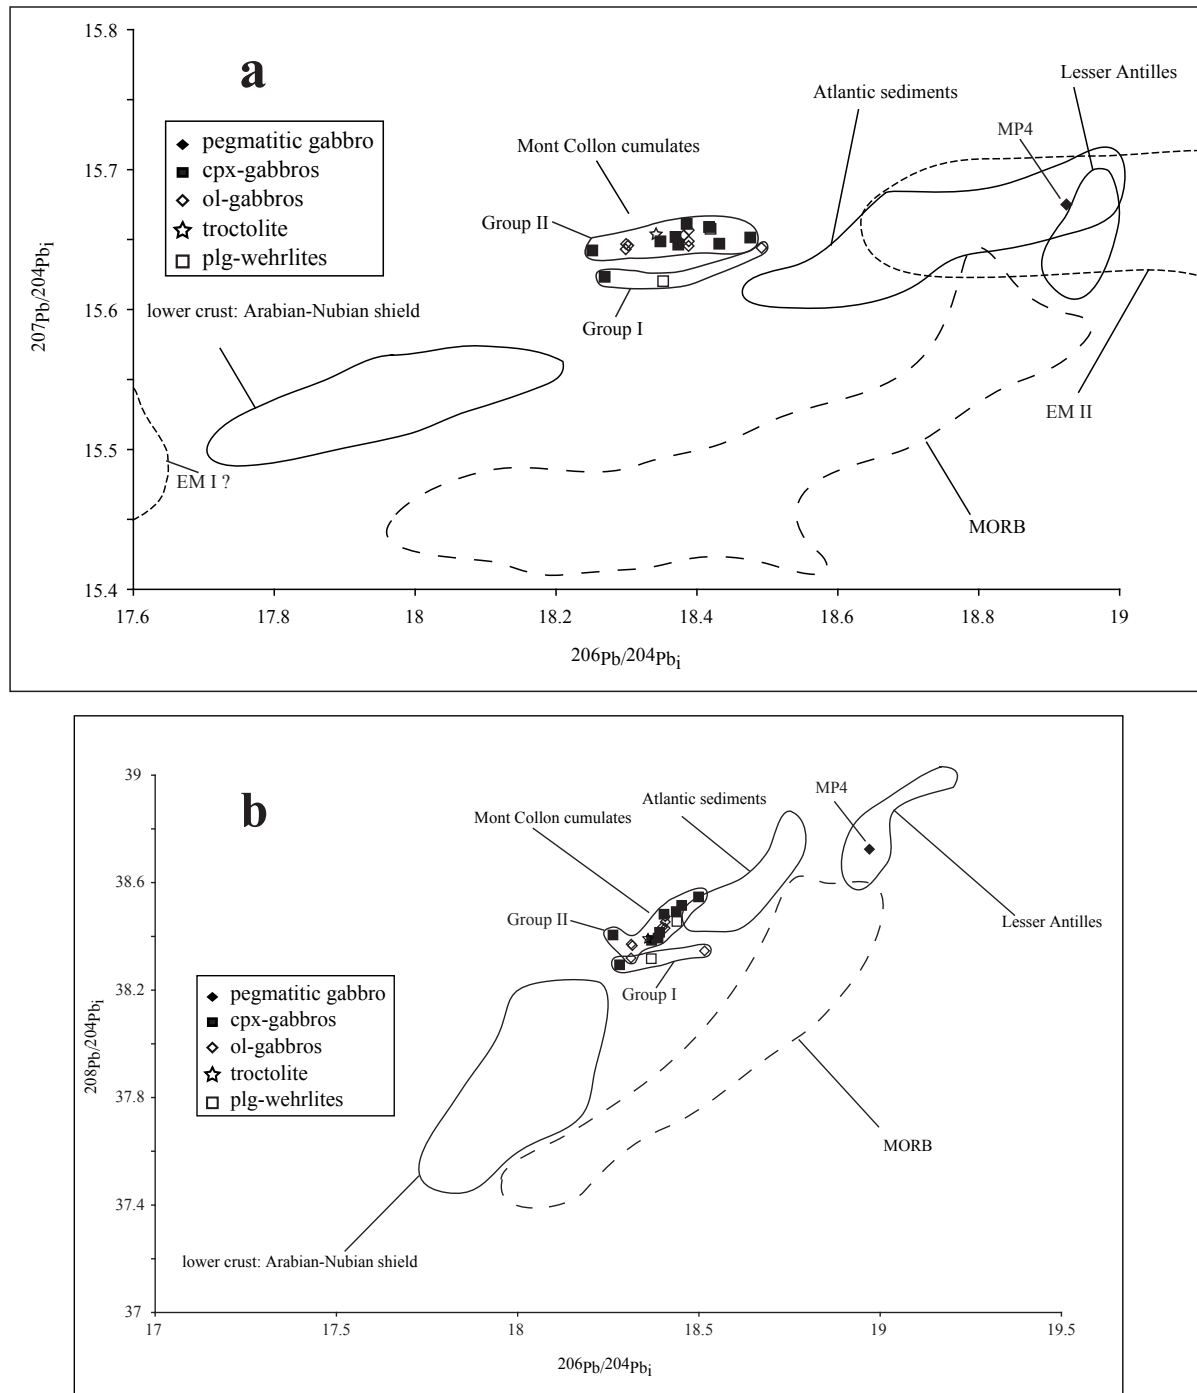 15.8
a
Lesser Antilles
Atlantic sediments
MP4
pegmatitic gabbro
cpx-gabbros
ol-gabbros
troctolite
plg-wehrlites
Mont Collon cumulates
15.7
Group II
207Pb/204Pbi
15.6
lower crust: Arabian-Nubian shield
Group I
EM II
15.5
EM I ?
MORB
15.4
17.6 17.8 18 18.2 18.4 18.6 18.8 19
206Pb/204Pbi
39
b
MP4
Atlantic sediments
Mont Collon cumulates
38.6
Group II
Lesser Antilles
pegmatitic gabbro
cpx-gabbros
ol-gabbros
troctolite
plg-wehrlites
Group I
38.2
208Pb/204Pbi
37.8
MORB
37.4
lower crust: Arabian-Nubian shield
37
17 17.5 18 18.5 19 19.5
206Pb/204Pbi